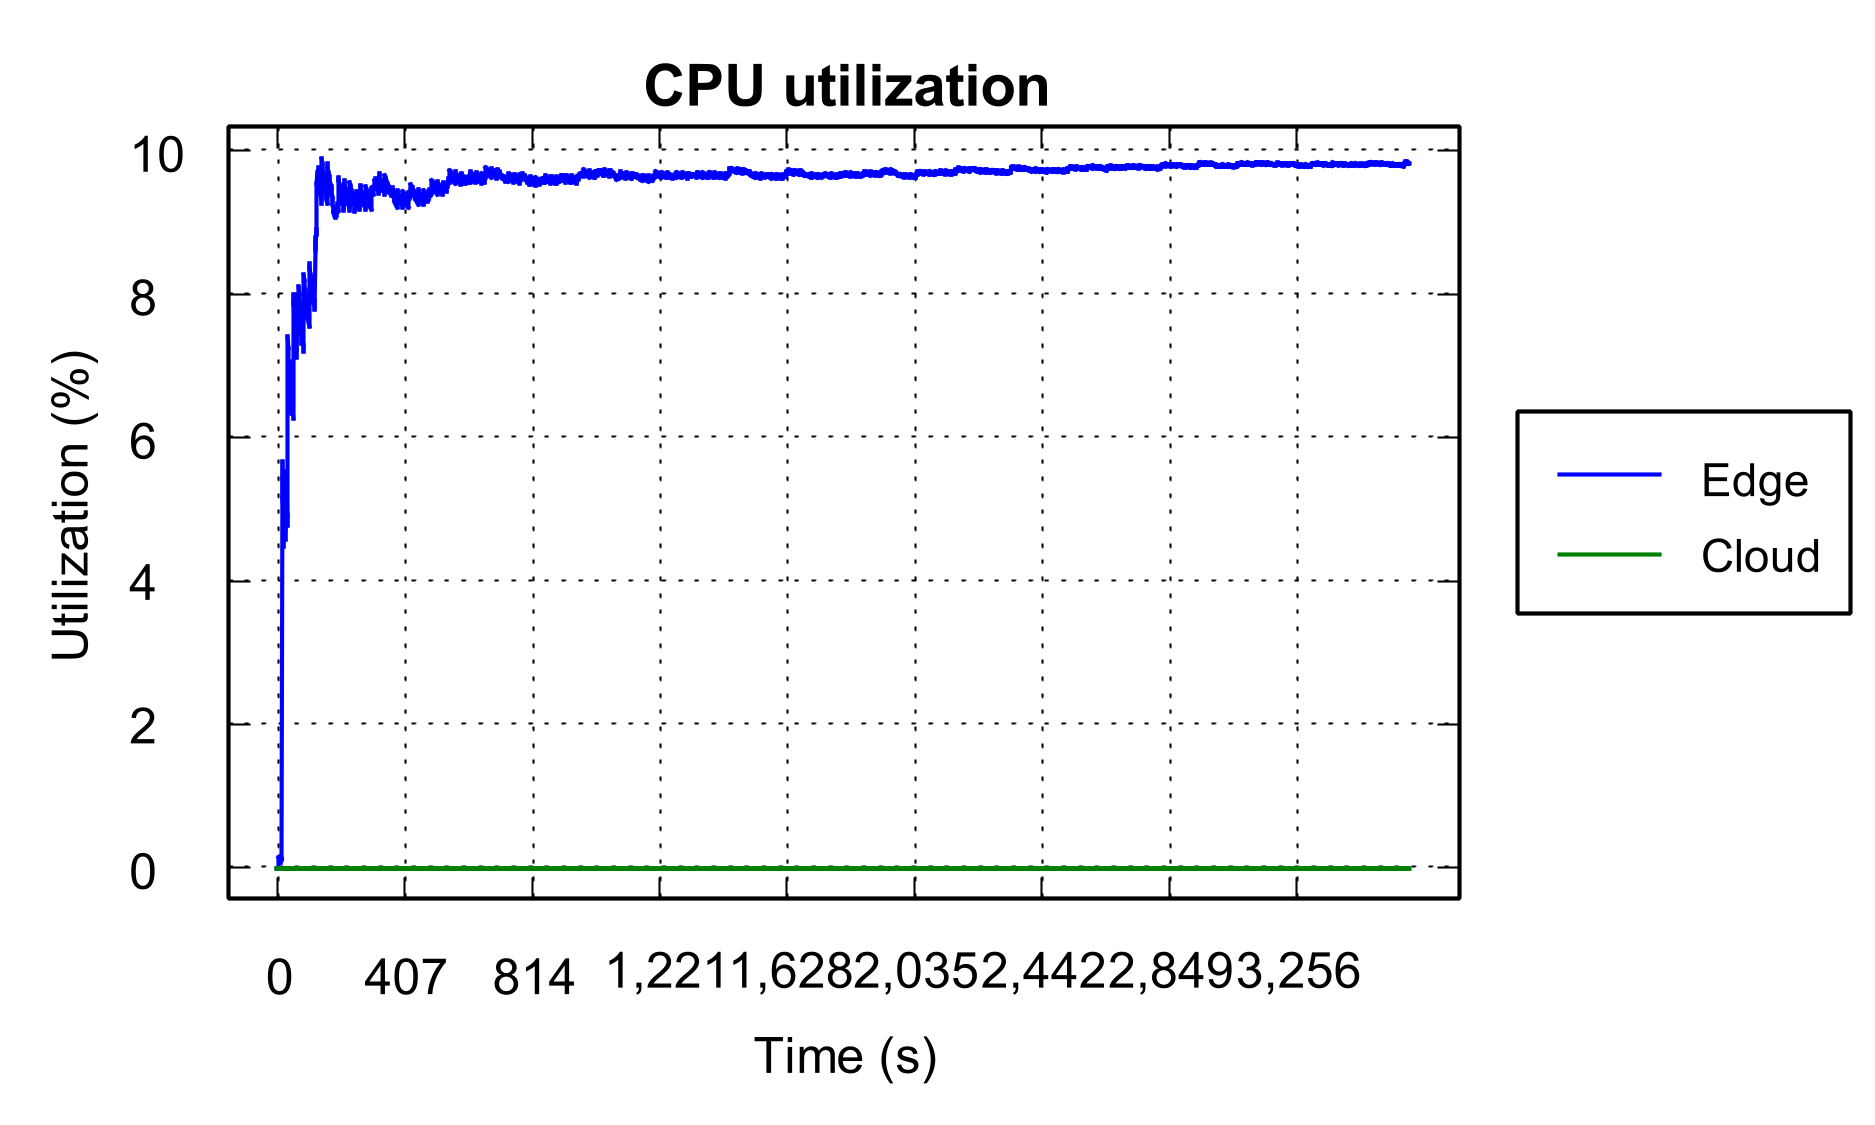 CPU utilization
10
8
6
4
2
0
Utilization (%)
Edge
Cloud
0 407 814 1,2211,6282,0352,4422,8493,256
Time (s)